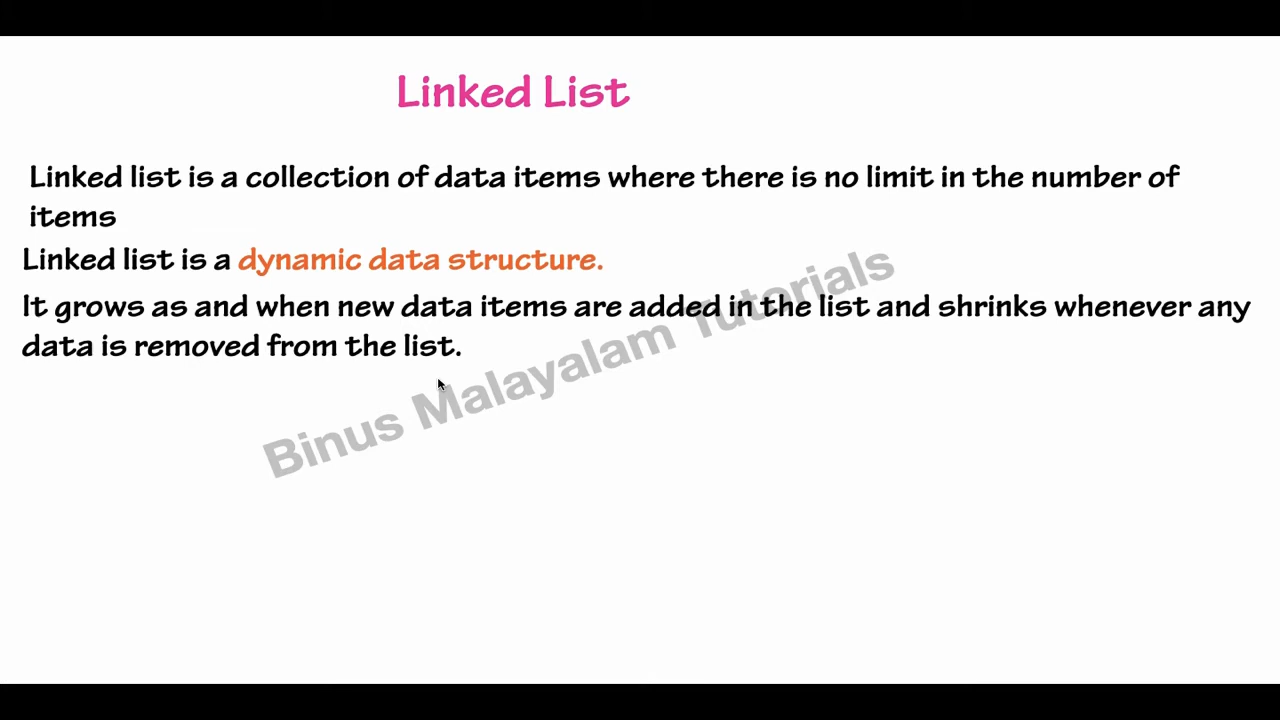 Linked List
Linked list is a collection of data items where there is no limit in the number of
items
Linked list is a dynamic data structure.
It grows as and when new data items are added in the list and shrinks whenever any
data is removed from the list.
Binus Malayalam Tutorials